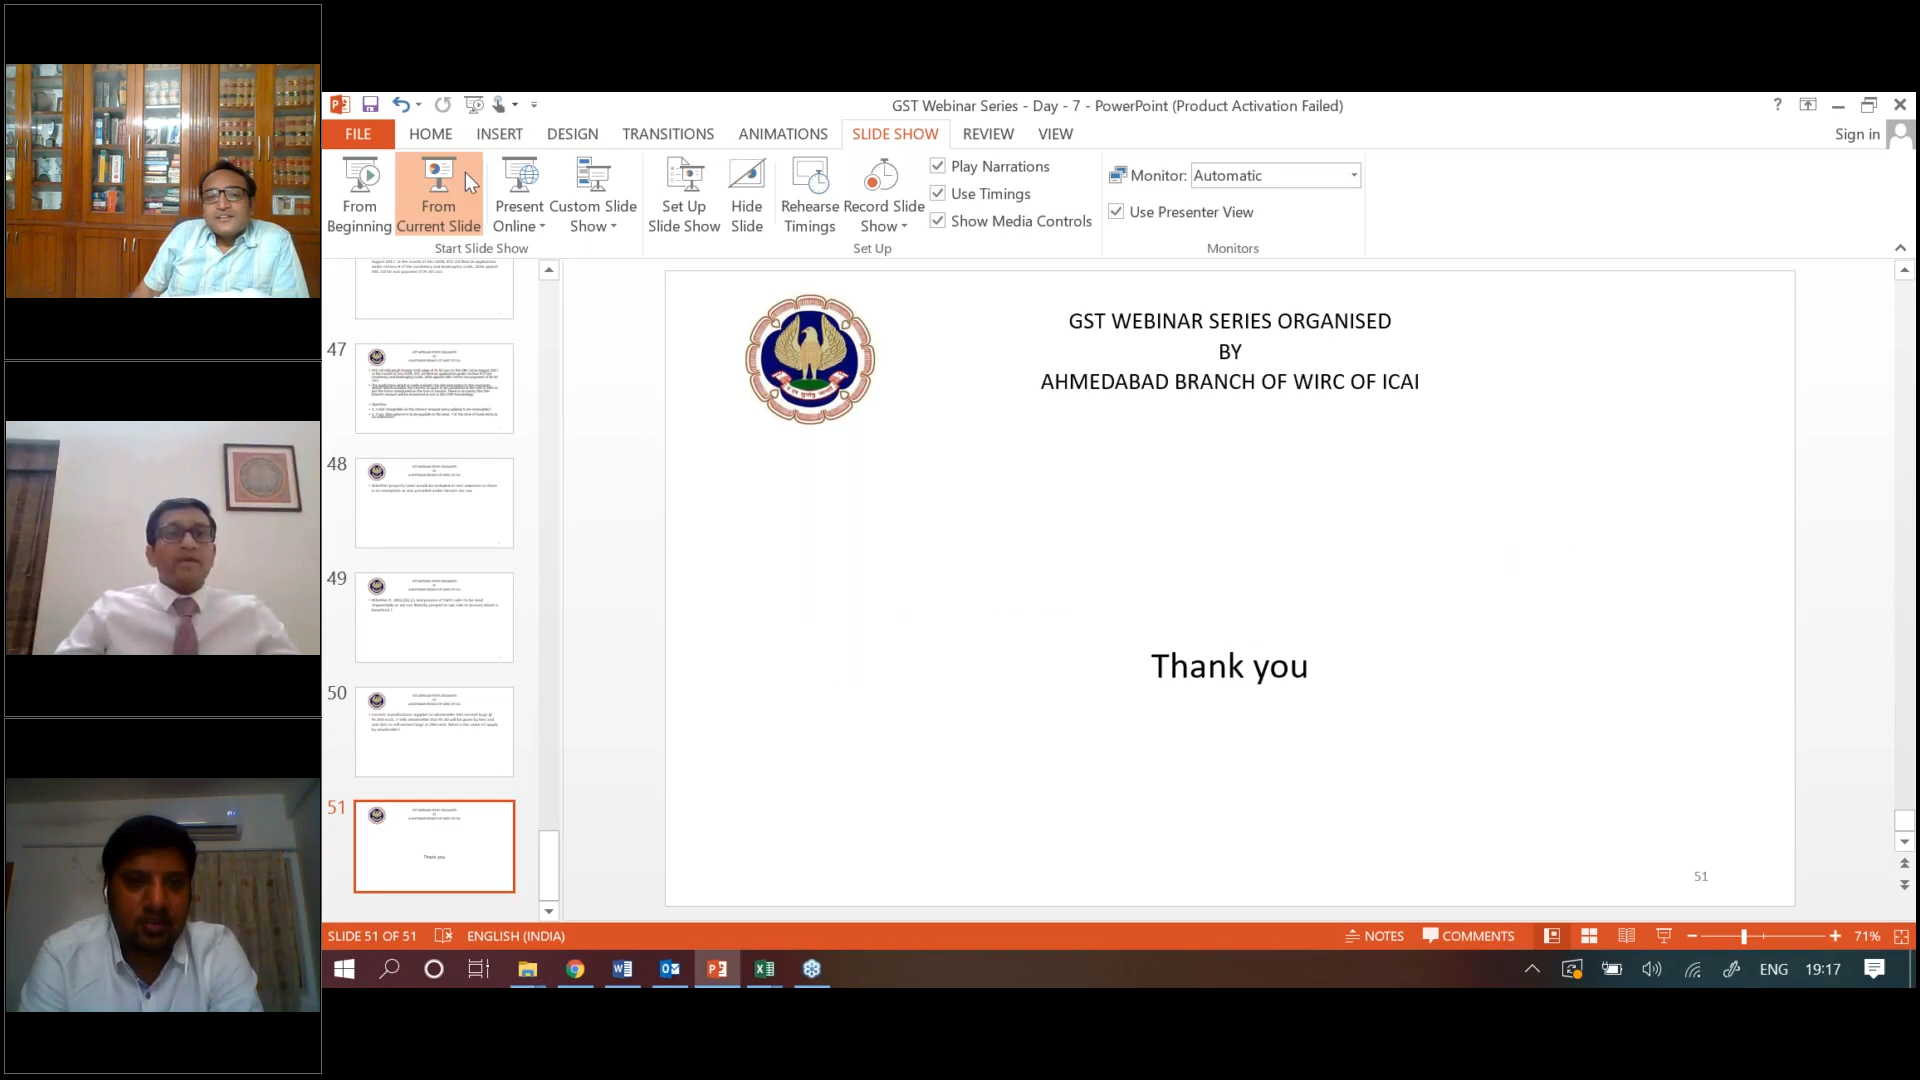 GST Webinar Series - Day - 7 - PowerPoint (Product Activation Failed)
?
FILE
HOME
INSERT
DESIGN
TRANSITIONS
ANIMATIONS
SLIDE SHOW
REVIEW
VIEW
Sign in
From
Beginning
From
Current Slide
Present
Online
Custom Slide
Show
Start Slide Show
Set Up
Slide Show
Hide
Slide
Rehearse
Timings
Record Slide
Show
Play Narrations
Use Timings
Show Media Controls
Set Up
Monitor: Automatic
Use Presenter View
Monitors
47
48
49
50
51
Thank you
GST WEBINAR SERIES ORGANISED
BY
AHMEDABAD BRANCH OF WIRC OF ICAI
Thank you
51
SLIDE 51 OF 51
ENGLISH (INDIA)
NOTES
COMMENTS
71%
ENG
19:17